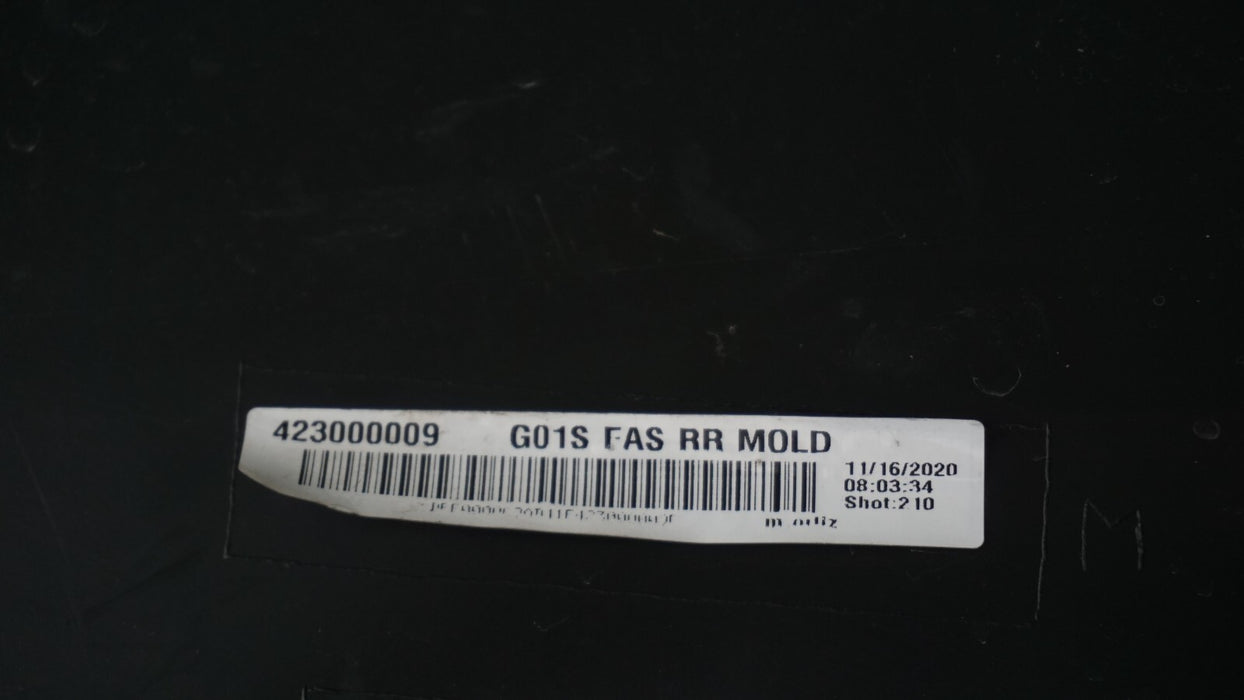 423000009 G01S FAS RR MOLD
11/16/2020
08:03:34
Shot:210
M